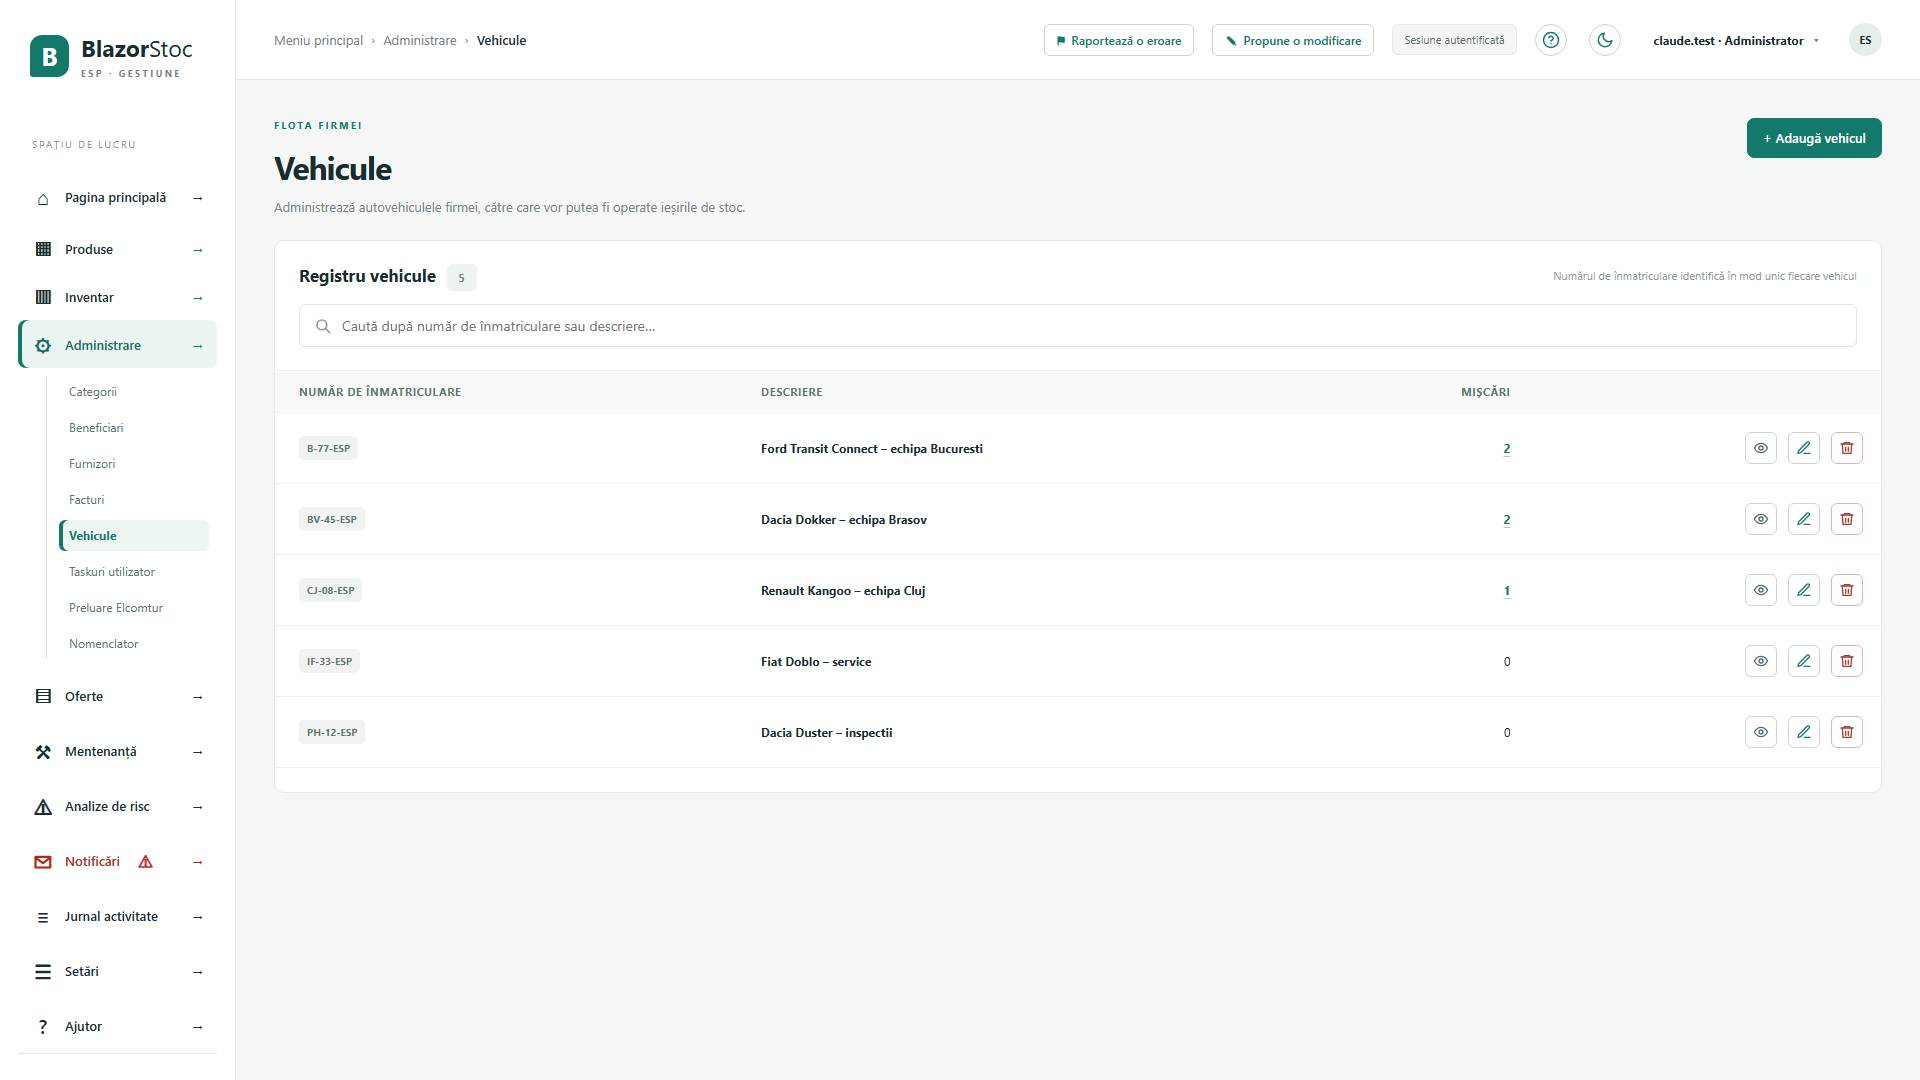 B
BlazorStoc
ESP · GESTIUNE
SPAȚIU DE LUCRU
Pagina principală →
Produse →
Inventar →
Administrare →
Categorii
Beneficiari
Furnizori
Facturi
Vehicule
Taskuri utilizator
Preluare Elcomtur
Nomenclator
Oferte →
Mentenanță →
Analize de risc →
Notificări →
Jurnal activitate →
Setări →
? Ajutor →
Meniu principal › Administrare › Vehicule
Raportează o eroare
Propune o modificare
Sesiune autentificată
claude.test · Administrator
ES
FLOTA FIRMEI
Vehicule
Administrează autovehiculele firmei, către care vor putea fi operate ieșirile de stoc.
+ Adaugă vehicul
Registru vehicule 5
Numărul de înmatriculare identifică în mod unic fiecare vehicul
Caută după număr de înmatriculare sau descriere...
NUMĂR DE ÎNMATRICULARE DESCRIERE MIȘCĂRI
B-77-ESP Ford Transit Connect – echipa Bucuresti 2
BV-45-ESP Dacia Dokker – echipa Brasov 2
CJ-08-ESP Renault Kangoo – echipa Cluj 1
IF-33-ESP Fiat Doblo – service 0
PH-12-ESP Dacia Duster – inspectii 0